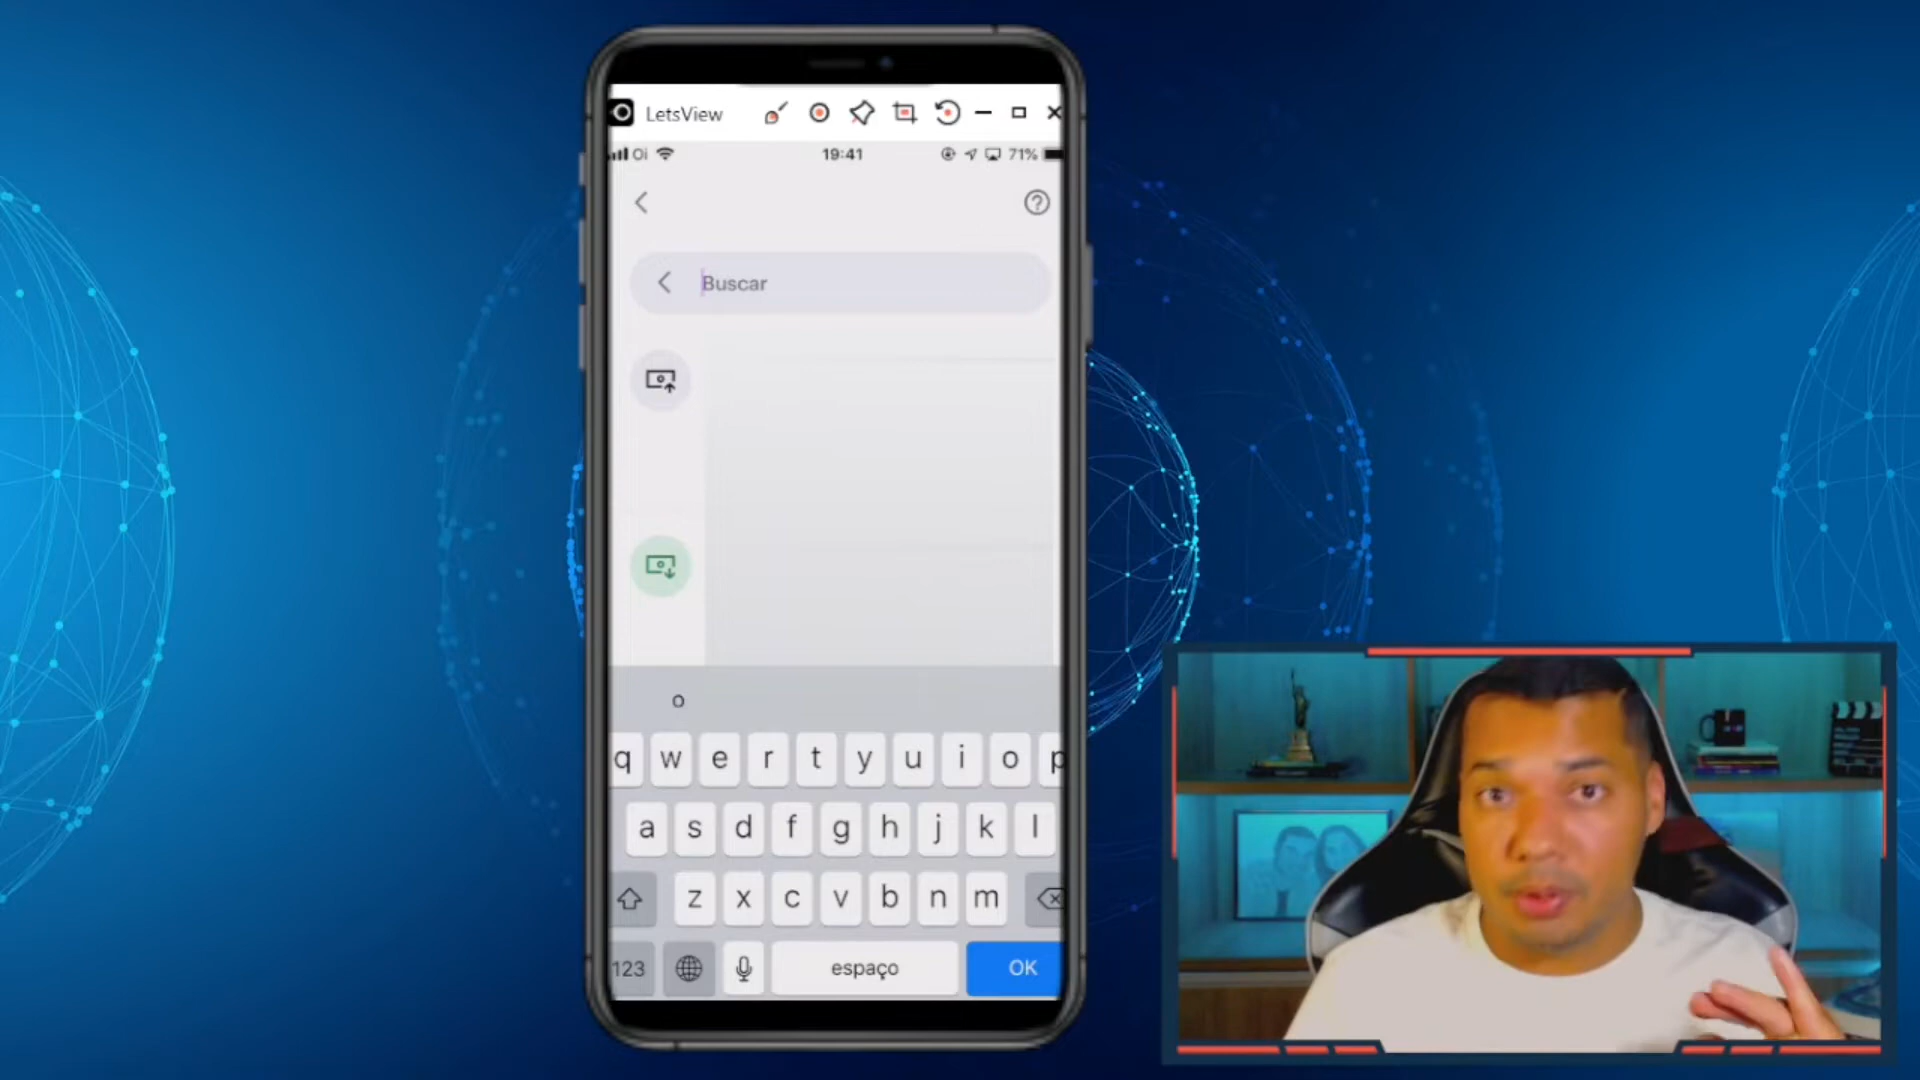 LetsView
Oi 19:41 71%
Buscar
o
q w e r t y u i o p
a s d f g h j k l
z x c v b n m
123 espaço OK